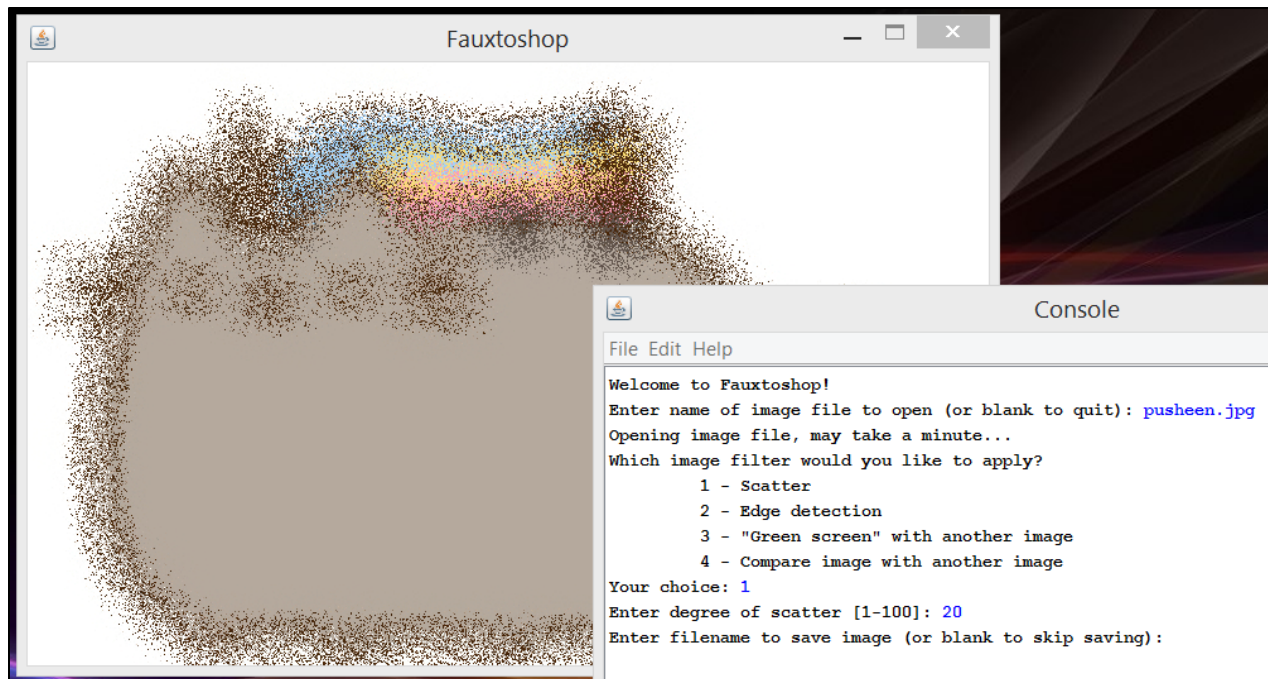 Fauxtoshop
Console
File Edit Help
Welcome to Fauxtoshop!
Enter name of image file to open (or blank to quit): pusheen.jpg
Opening image file, may take a minute...
Which image filter would you like to apply?
1 - Scatter
2 - Edge detection
3 - "Green screen" with another image
4 - Compare image with another image
Your choice: 1
Enter degree of scatter [1-100]: 20
Enter filename to save image (or blank to skip saving):